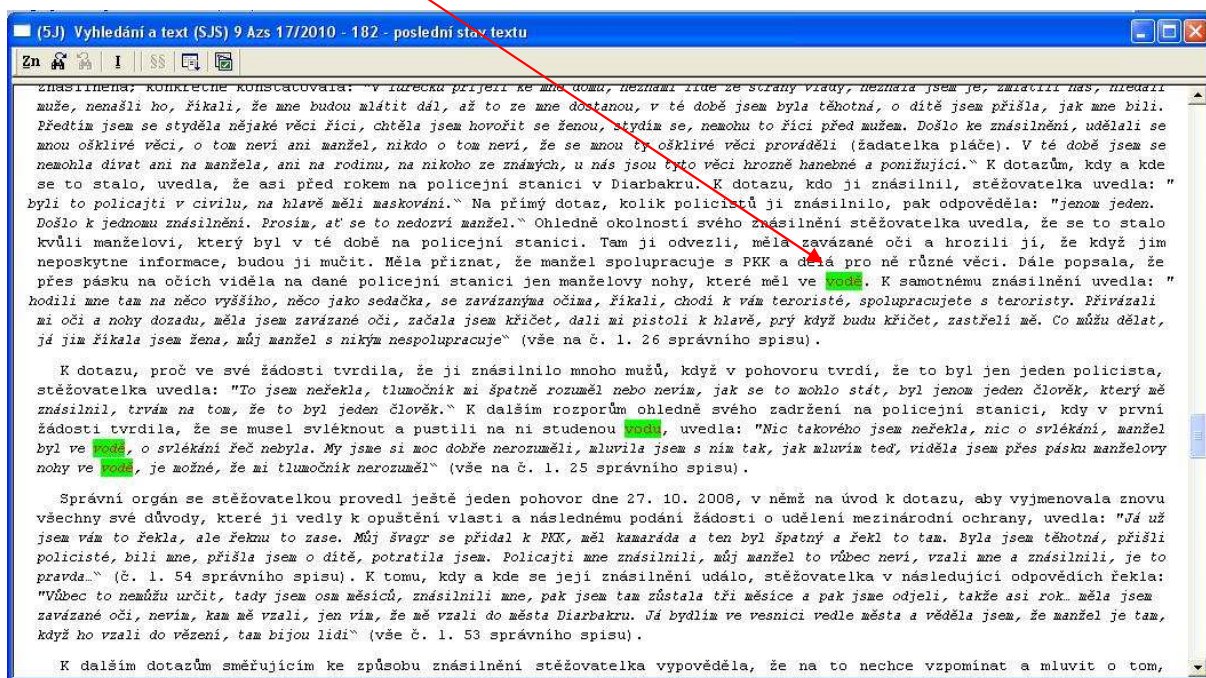 (5J) Vyhledání a text (SJS) 9 Azs 17/2010 - 182 - poslední stav textu
Zn I §§
znásilněna; konkrétně konstatovala: "V Turecku přijeli ke mne domů, neznámí lidé ze strany vlády, neznala jsem je, zmlátili nás, hledali
muže, nenašli ho, říkali, že mne budou mlátit dál, až to ze mne dostanou, v té době jsem byla těhotná, o dítě jsem přišla, jak mne bili.
Předtím jsem se styděla nějaké věci říci, chtěla jsem hovořit se ženou, stydím se, nemohu to říci před mužem. Došlo ke znásilnění, udělali se
mnou ošklivé věci, o tom neví ani manžel, nikdo o tom neví, že se mnou ty ošklivé věci prováděli (žadatelka pláče). V té době jsem se
nemohla dívat ani na manžela, ani na rodinu, na nikoho ze známých, u nás jsou tyto věci hrozně hanebné a ponižující.` K dotazům, kdy a kde
se to stalo, uvedla, že asi před rokem na policejní stanici v Diarbakru. K dotazu, kdo ji znásilnil, stěžovatelka uvedla: "
byli to policajti v civilu, na hlavě měli maskování.` Na přímý dotaz, kolik policistů ji znásilnilo, pak odpověděla: "jenom jeden.
Došlo k jednomu znásilnění. Prosím, ať se to nedozví manžel.` Ohledně okolností svého znásilnění stěžovatelka uvedla, že se to stalo
kvůli manželovi, který byl v té době na policejní stanici. Tam ji odvezli, měla zavázané oči a hrozili jí, že když jim
neposkytne informace, budou ji mučit. Měla přiznat, že manžel spolupracuje s PKK a dělá pro ně různé věci. Dále popsala, že
přes pásku na očích viděla na dané policejní stanici jen manželovy nohy, které měl ve vodě. K samotnému znásilnění uvedla: "
hodili mne tam na něco vyššího, něco jako sedačka, se zavázanýma očima, říkali, chodí k vám teroristé, spolupracujete s teroristy. Přivázali
mi oči a nohy dozadu, měla jsem zavázané oči, začala jsem křičet, dali mi pistoli k hlavě, prý když budu křičet, zastřelí mě. Co můžu dělat,
já jim říkala jsem žena, můj manžel s nikým nespolupracuje` (vše na č. l. 26 správního spisu).
K dotazu, proč ve své žádosti tvrdila, že ji znásilnilo mnoho mužů, když v pohovoru tvrdí, že to byl jen jeden policista,
stěžovatelka uvedla: "To jsem neřekla, tlumočník mi špatně rozuměl nebo nevím, jak se to mohlo stát, byl jenom jeden člověk, který mě
znásilnil, trvám na tom, že to byl jeden člověk.` K dalším rozporům ohledně svého zadržení na policejní stanici, kdy v první
žádosti tvrdila, že se musel svléknout a pustili na ni studenou vodu, uvedla: "Nic takového jsem neřekla, nic o svlékání, manžel
byl ve vodě, o svlékání řeč nebyla. My jsme si moc dobře nerozuměli, mluvila jsem s ním tak, jak mluvím teď, viděla jsem přes pásku manželovy
nohy ve vodě, je možné, že mi tlumočník nerozuměl` (vše na č. l. 25 správního spisu).
Správní orgán se stěžovatelkou provedl ještě jeden pohovor dne 27. 10. 2008, v němž na úvod k dotazu, aby vyjmenovala znovu
všechny své důvody, které ji vedly k opuštění vlasti a následnému podání žádosti o udělení mezinárodní ochrany, uvedla: "Já už
jsem vám to řekla, ale řeknu to zase. Můj švagr se přidal k PKK, měl kamaráda a ten byl špatný a řekl to tam. Byla jsem těhotná, přišli
policisté, bili mne, přišla jsem o dítě, potratila jsem. Policajti mne znásilnili, můj manžel to vůbec neví, vzali mne a znásilnili, je to
pravda…` (č. l. 54 správního spisu). K tomu, kdy a kde se její znásilnění událo, stěžovatelka v následující odpovědích řekla:
"Vůbec to nemůžu určit, tady jsem osm měsíců, znásilnili mne, pak jsem tam zůstala tři měsíce a pak jsme odjeli, takže asi rok… měla jsem
zavázané oči, nevím, kam mě vzali, jen vím, že mě vzali do města Diarbakru. Já bydlím ve vesnici vedle města a věděla jsem, že manžel je tam,
když ho vzali do vězení, tam bijou lidi` (vše č. l. 53 správního spisu).
K dalším dotazům směřujícím ke způsobu znásilnění stěžovatelka vypověděla, že na to nechce vzpomínat a mluvit o tom,